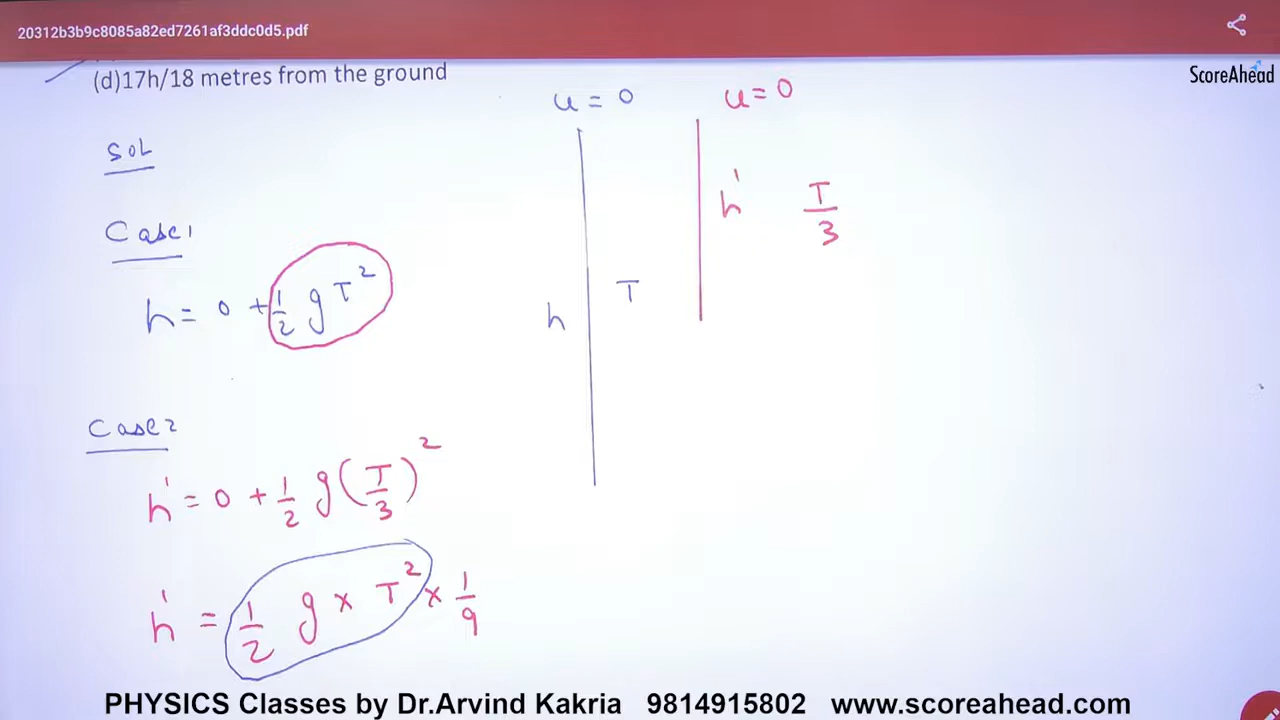 20312b3b9c8085a82ed7261af3ddc0d5.pdf
(d)17h/18 metres from the ground
ScoreAhead
u = 0
u = 0
SOL
h' T/3
Case1
h = 0 + 1/2 g T²
T
h
Case2
h' = 0 + 1/2 g (T/3)²
h' = 1/2 g × T² × 1/9
PHYSICS Classes by Dr.Arvind Kakria 9814915802 www.scoreahead.com